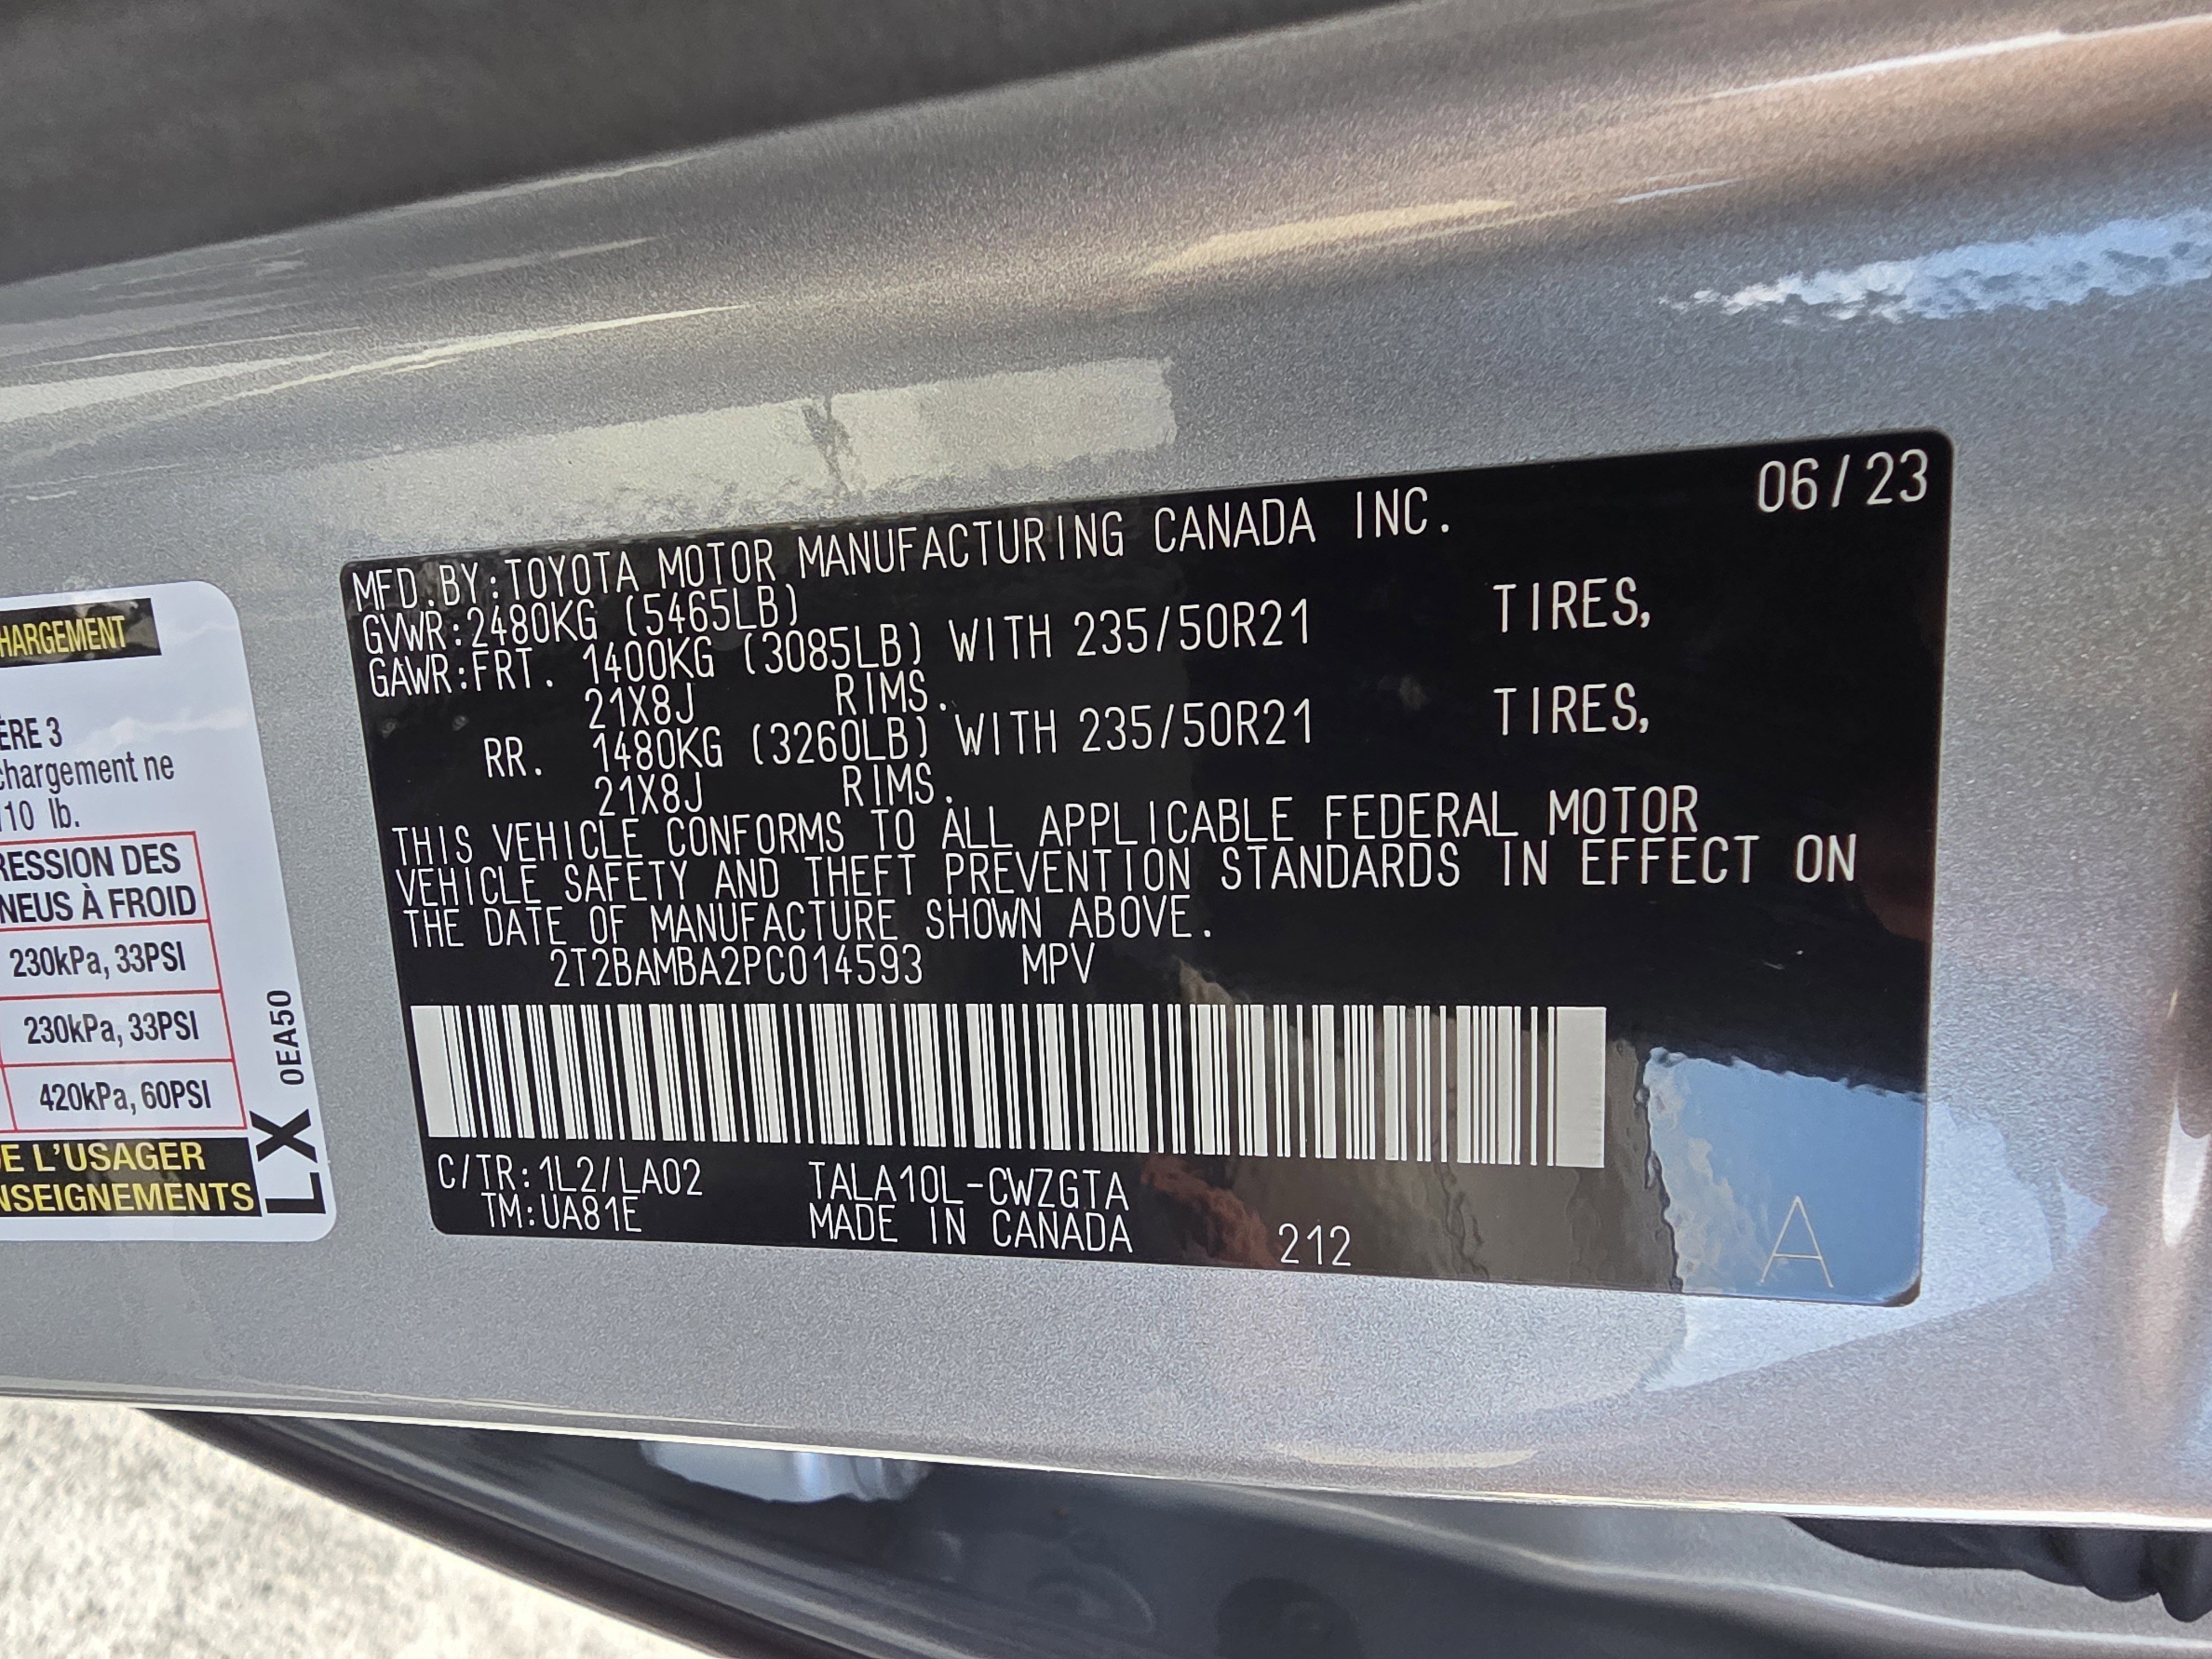 06/23
MFD.BY:TOYOTA MOTOR MANUFACTURING CANADA INC.
GVWR:2480KG (5465LB)
GAWR:FRT. 1400KG (3085LB) WITH 235/50R21 TIRES,
21X8J RIMS.
RR. 1480KG (3260LB) WITH 235/50R21 TIRES,
21X8J RIMS.
THIS VEHICLE CONFORMS TO ALL APPLICABLE FEDERAL MOTOR
VEHICLE SAFETY AND THEFT PREVENTION STANDARDS IN EFFECT ON
THE DATE OF MANUFACTURE SHOWN ABOVE.
2T2BAMBA2PC014593 MPV
C/TR:1L2/LA02 TALA10L-CWZGTA
TM:UA81E MADE IN CANADA 212
A
HARGEMENT
ÈRE 3
chargement ne
110 lb.
RESSION DES
NEUS À FROID
230kPa, 33PSI
230kPa, 33PSI
420kPa, 60PSI
E L'USAGER
NSEIGNEMENTS
LX 0EA50